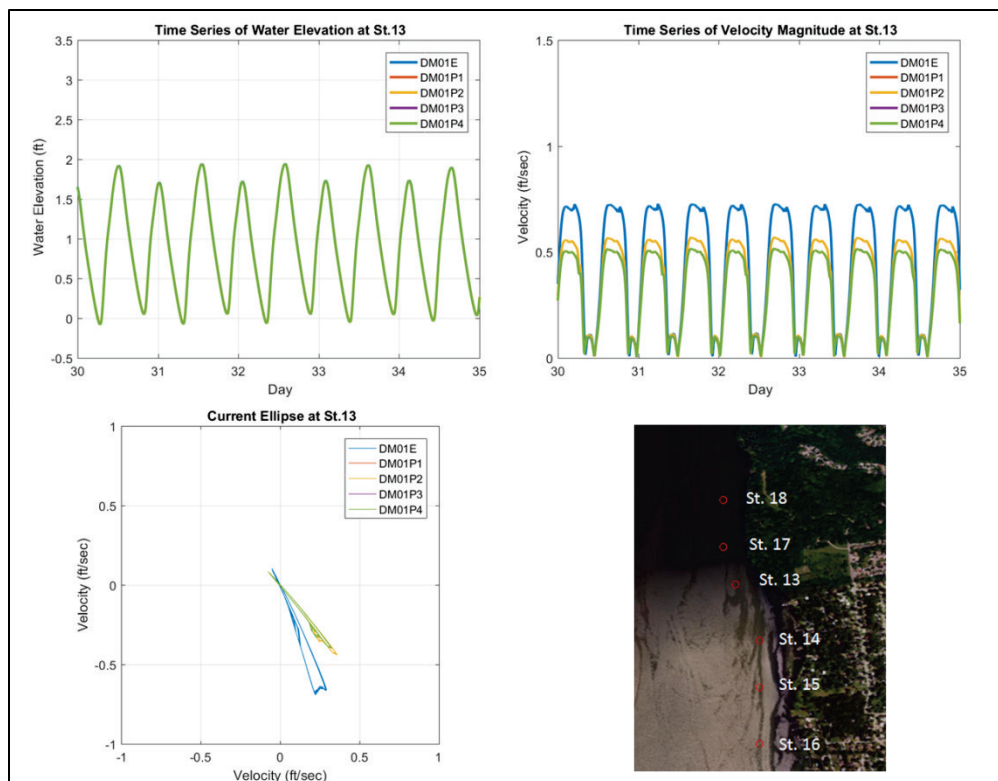 Time Series of Water Elevation at St.13
3.5
3
2.5
2
1.5
1
0.5
0
-0.5
Water Elevation (ft)
30
31
32
33
34
35
Day
DM01E
DM01P1
DM01P2
DM01P3
DM01P4
Time Series of Velocity Magnitude at St.13
1.5
1
0.5
0
Velocity (ft/sec)
30
31
32
33
34
35
Day
DM01E
DM01P1
DM01P2
DM01P3
DM01P4
Current Ellipse at St.13
1
0.5
0
-0.5
-1
Velocity (ft/sec)
-1
-0.5
0
0.5
1
Velocity (ft/sec)
DM01E
DM01P1
DM01P2
DM01P3
DM01P4
St. 18
St. 17
St. 13
St. 14
St. 15
St. 16